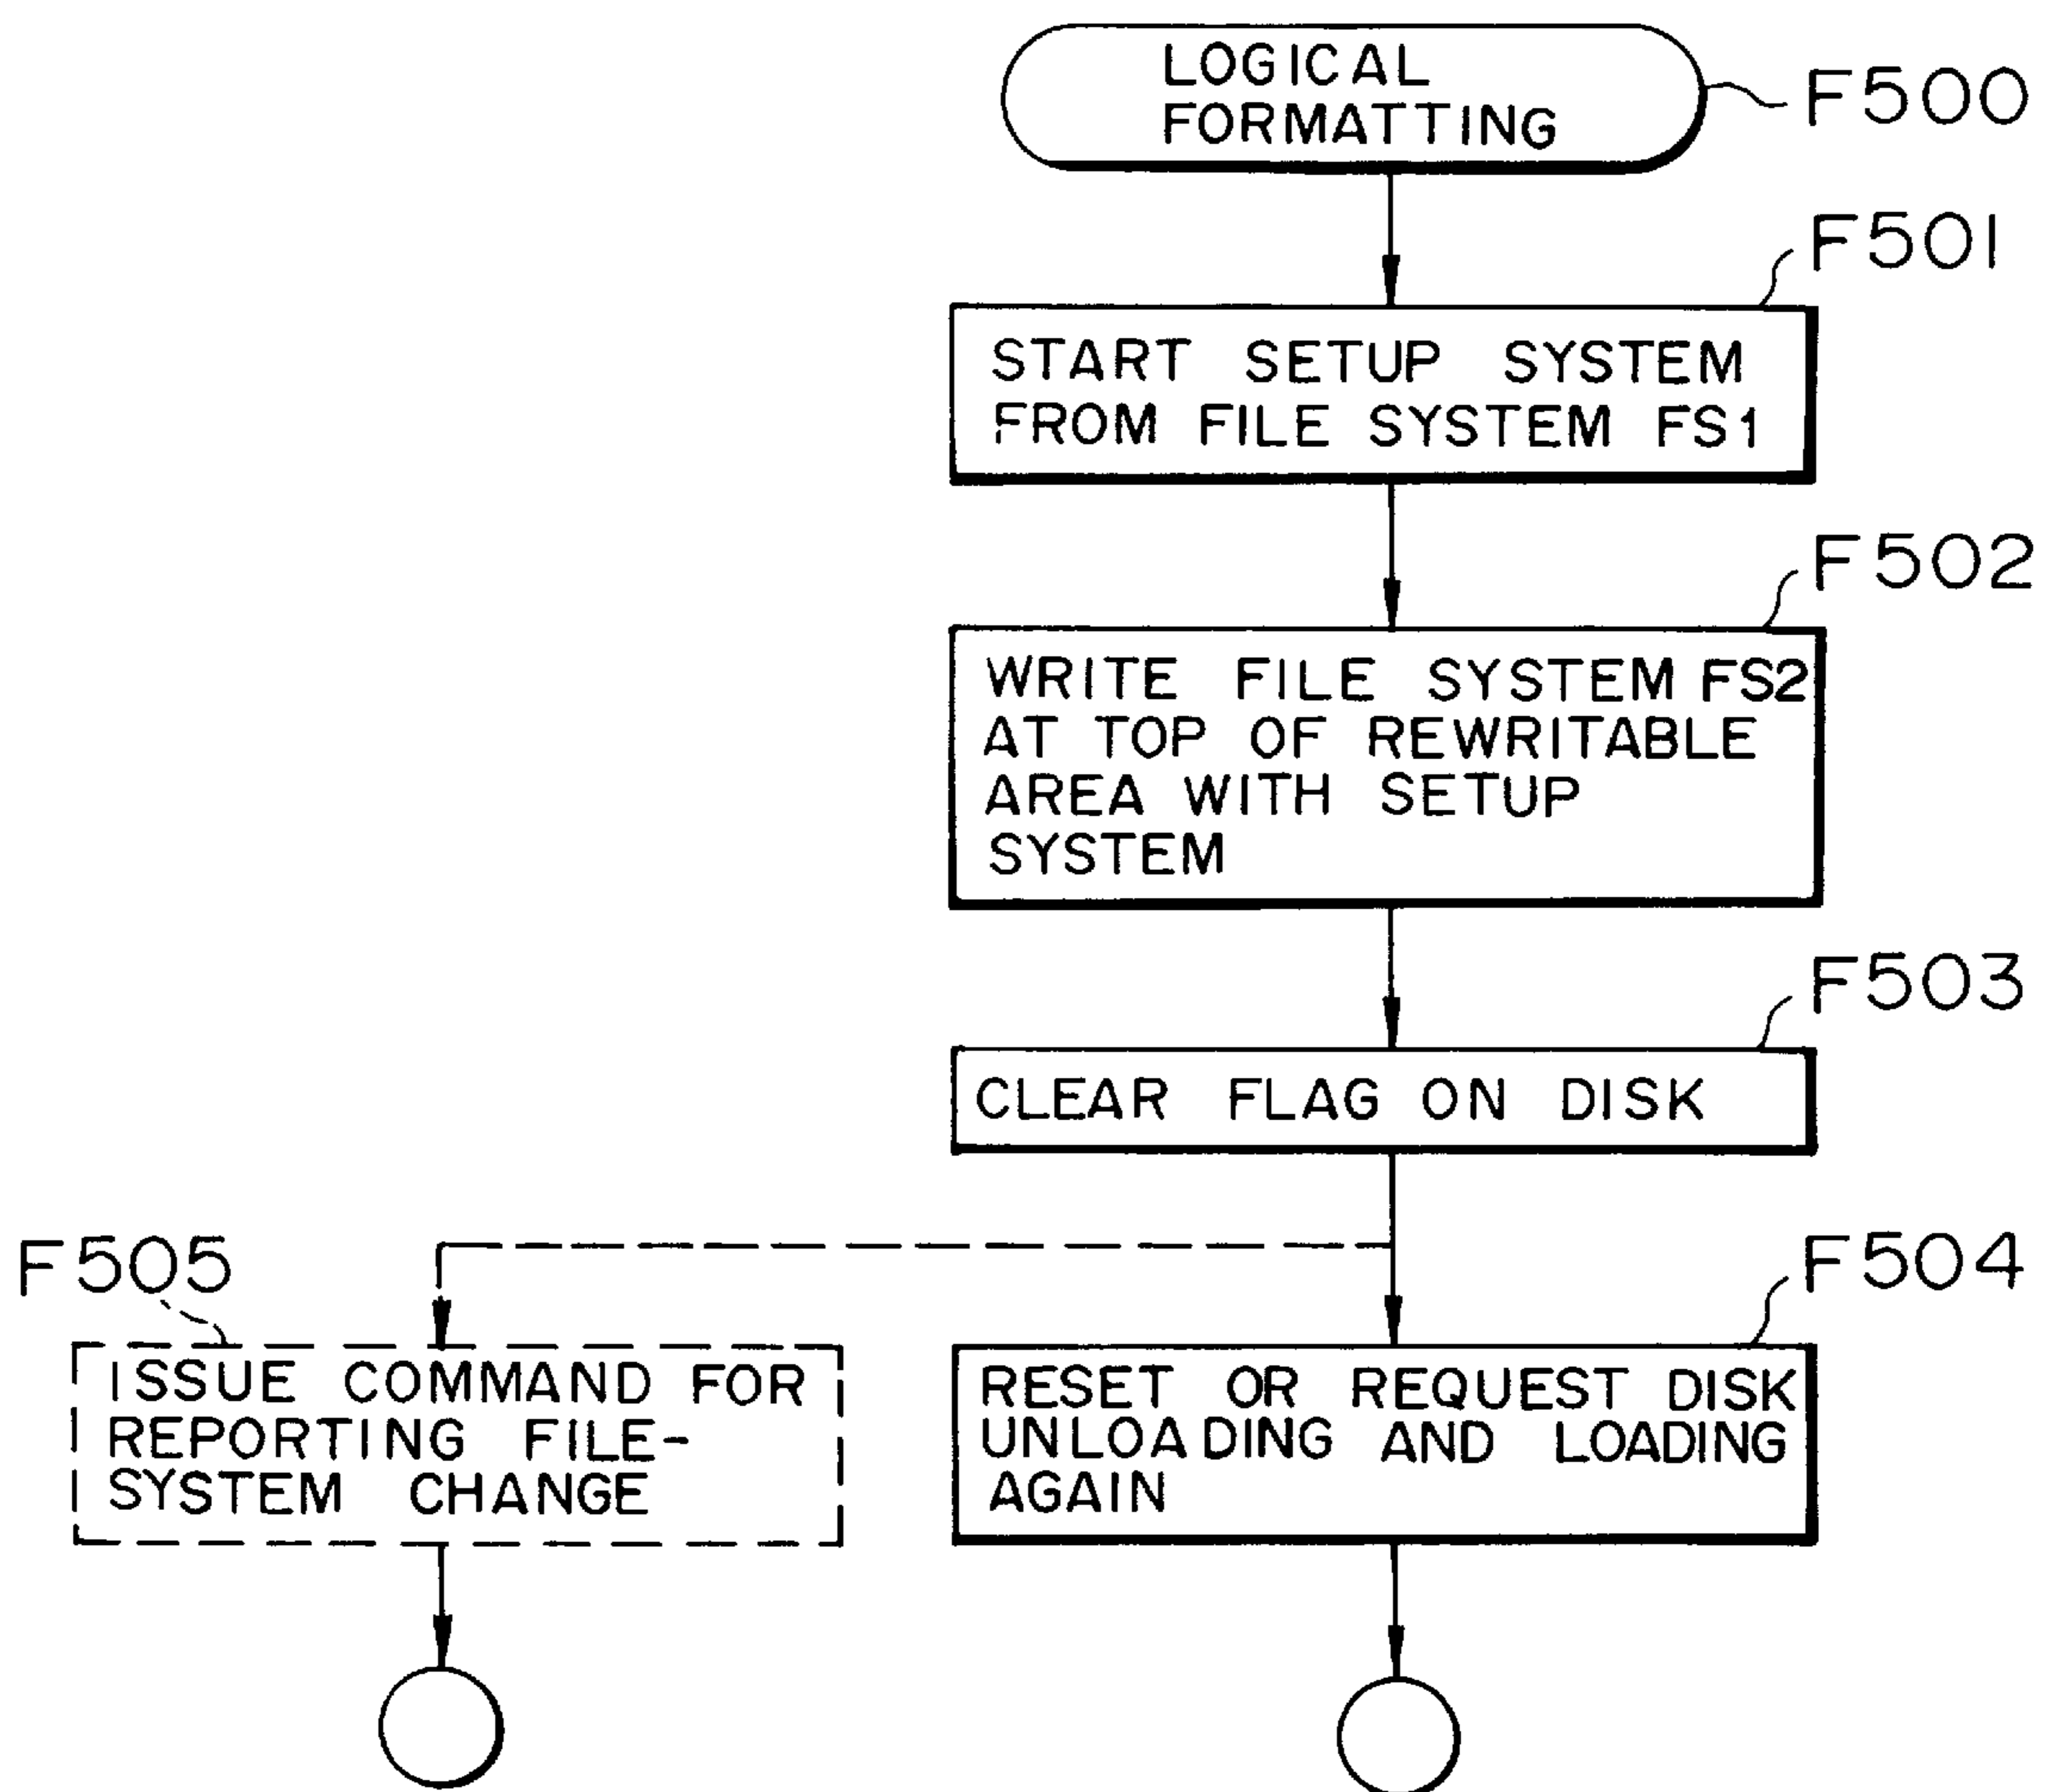 LOGICAL
FORMATTING
F500
F501
START SETUP SYSTEM
FROM FILE SYSTEM FS1
F502
WRITE FILE SYSTEM FS2
AT TOP OF REWRITABLE
AREA WITH SETUP
SYSTEM
F503
CLEAR FLAG ON DISK
F505
ISSUE COMMAND FOR
REPORTING FILE-
SYSTEM CHANGE
F504
RESET OR REQUEST DISK
UNLOADING AND LOADING
AGAIN